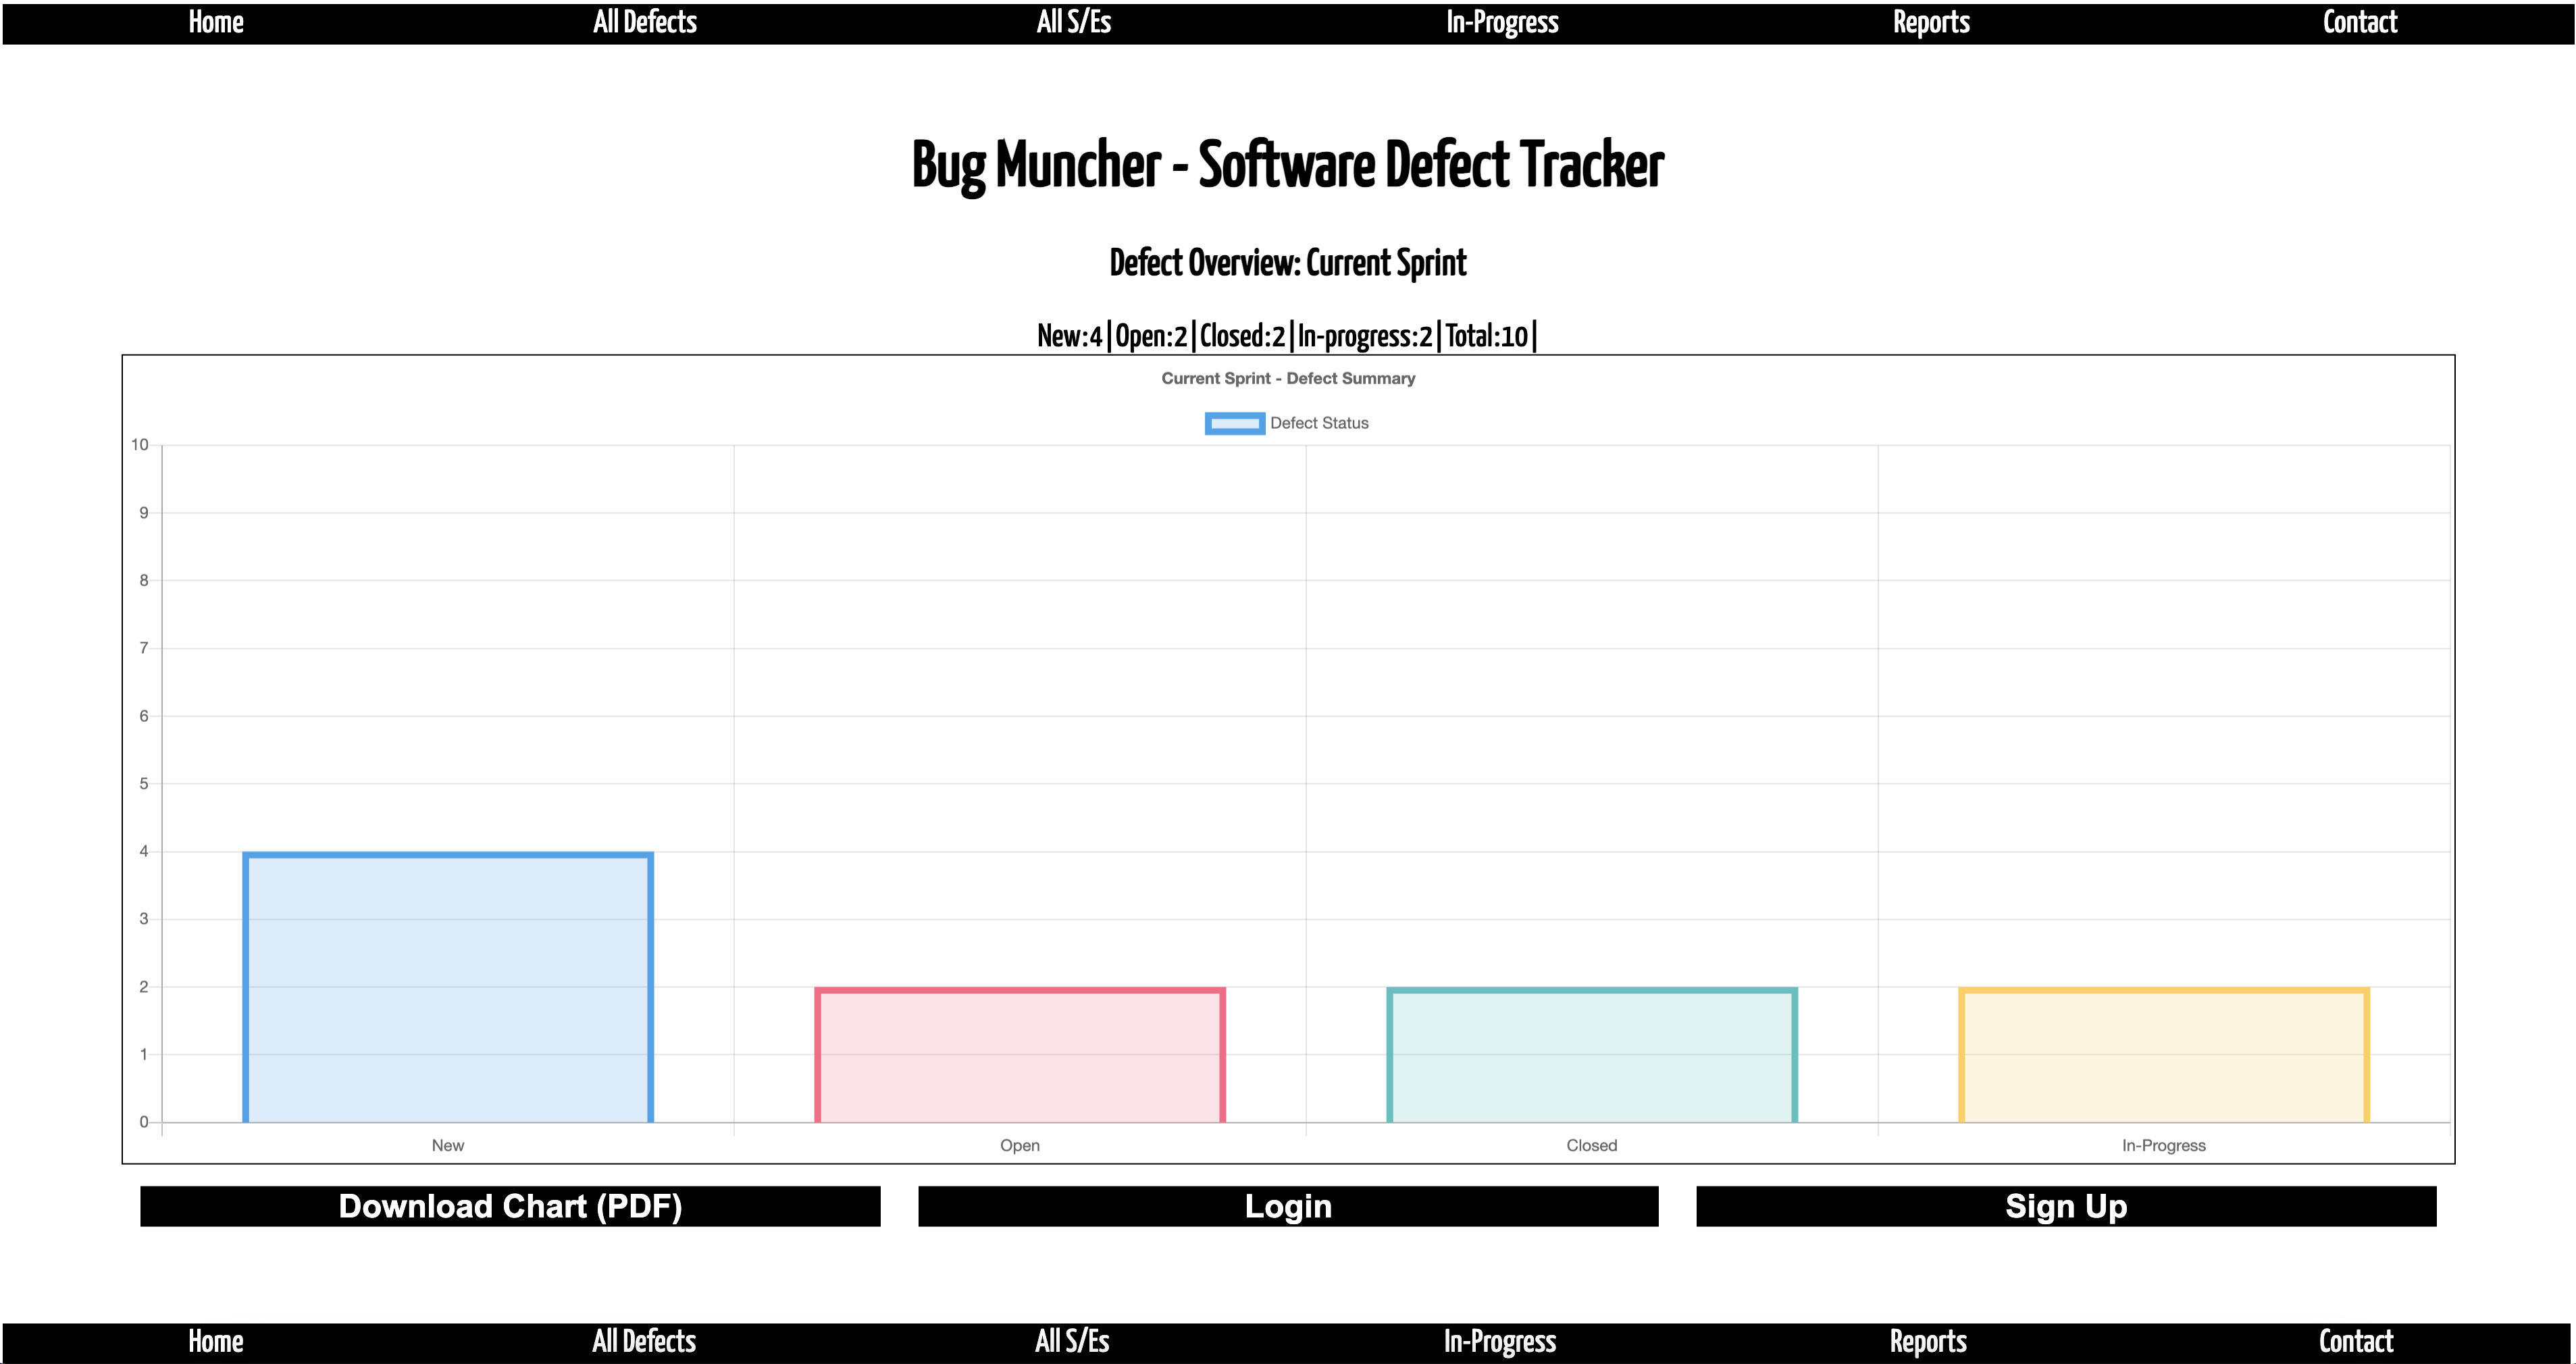 Home All Defects All S/Es In-Progress Reports Contact
Bug Muncher - Software Defect Tracker
Defect Overview: Current Sprint
New:4|Open:2|Closed:2|In-progress:2|Total:10|
Current Sprint - Defect Summary
Defect Status
10
9
8
7
6
5
4
3
2
1
0
New Open Closed In-Progress
Download Chart (PDF) Login Sign Up
Home All Defects All S/Es In-Progress Reports Contact